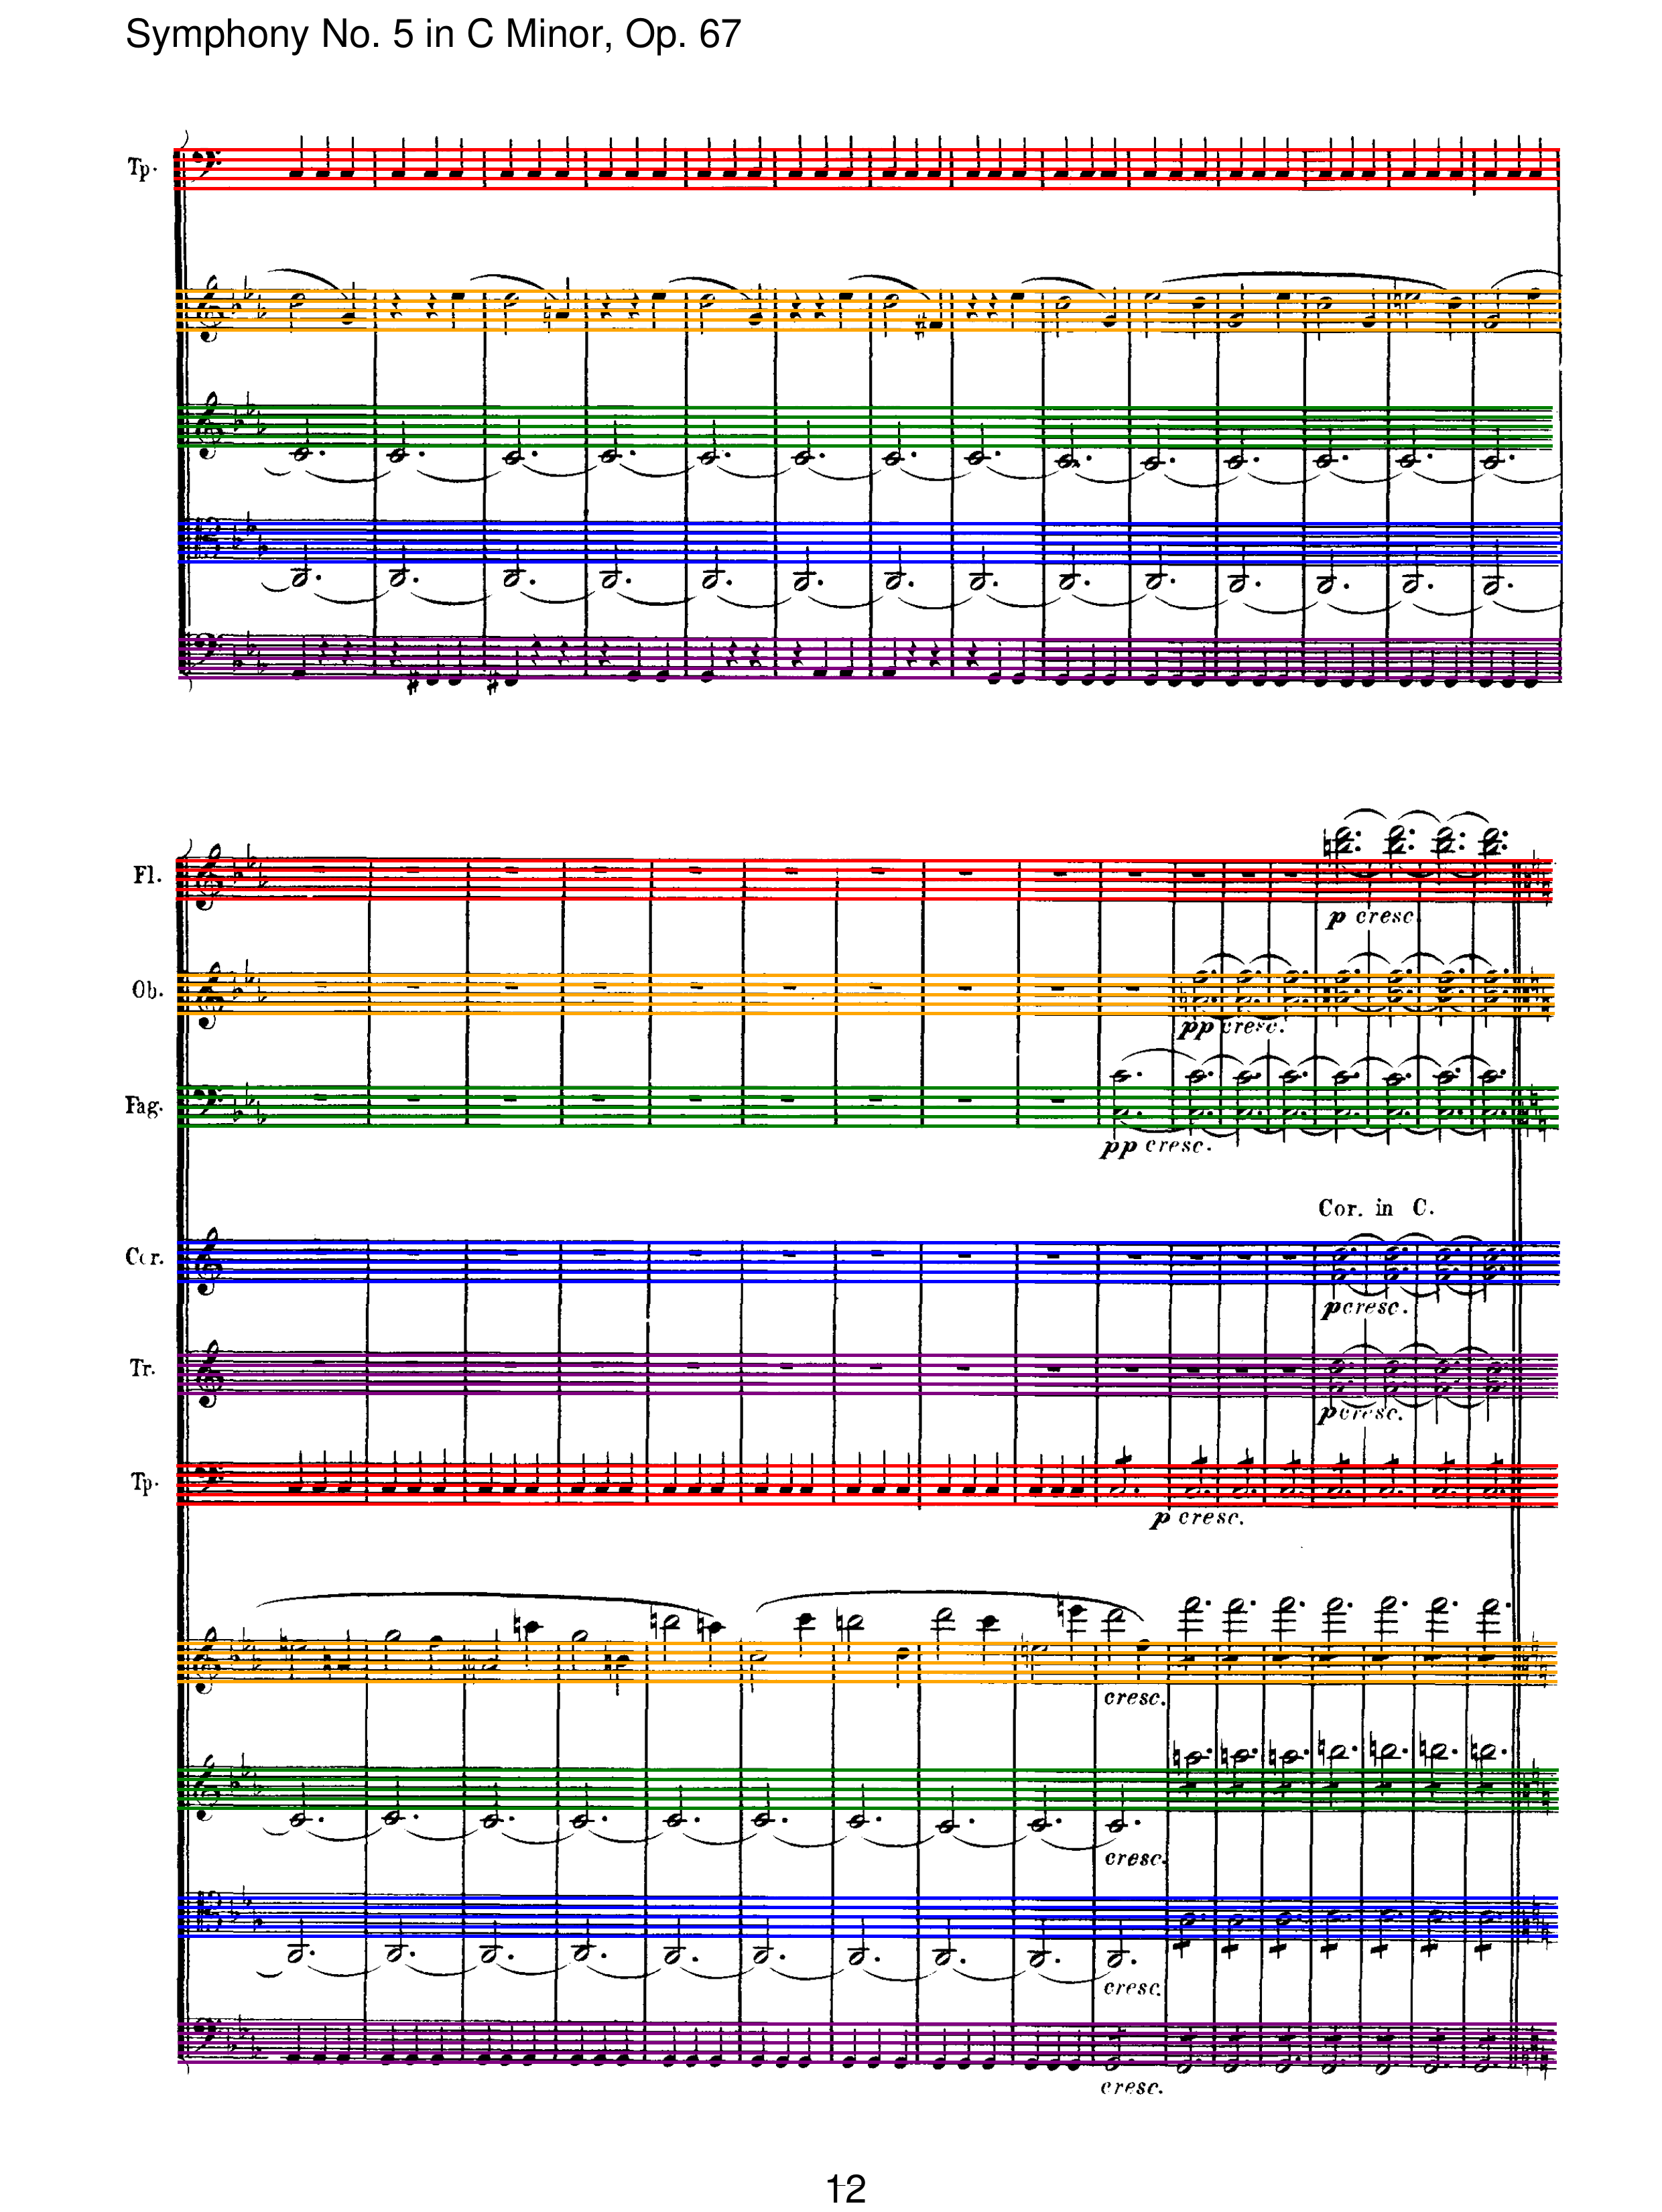 Symphony No. 5 in C Minor, Op. 67
Tp.
Fl.
p cresc.
Ob.
pp cresc.
Fag.
pp cresc.
Cor. in C.
Cor.
p cresc.
Tr.
p cresc.
Tp.
p cresc.
cresc.
cresc.
cresc.
cresc.
12